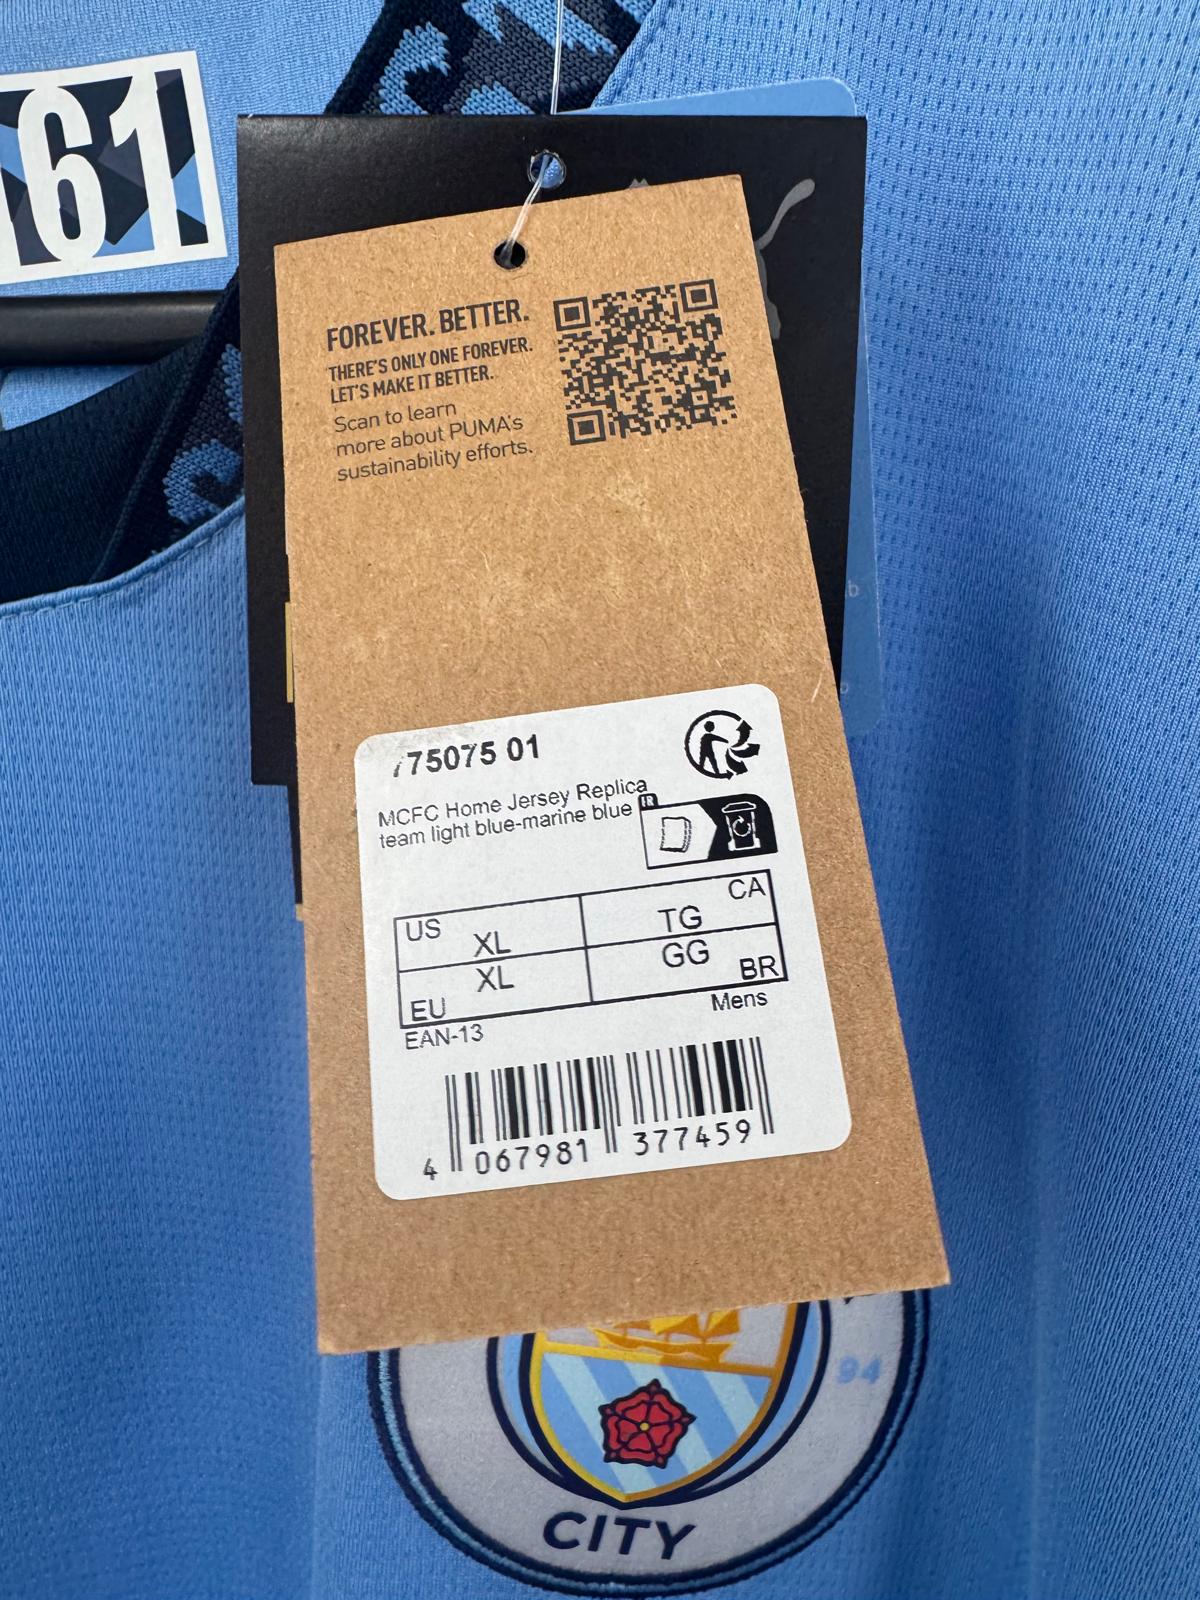 61
FOREVER. BETTER.
THERE'S ONLY ONE FOREVER.
LET'S MAKE IT BETTER.
Scan to learn
more about PUMA's
sustainability efforts.
775075 01
MCFC Home Jersey Replica
team light blue-marine blue
FR
US XL
TG CA
XL EU
GG BR
EAN-13
Mens
4 067981 377459
94
CITY